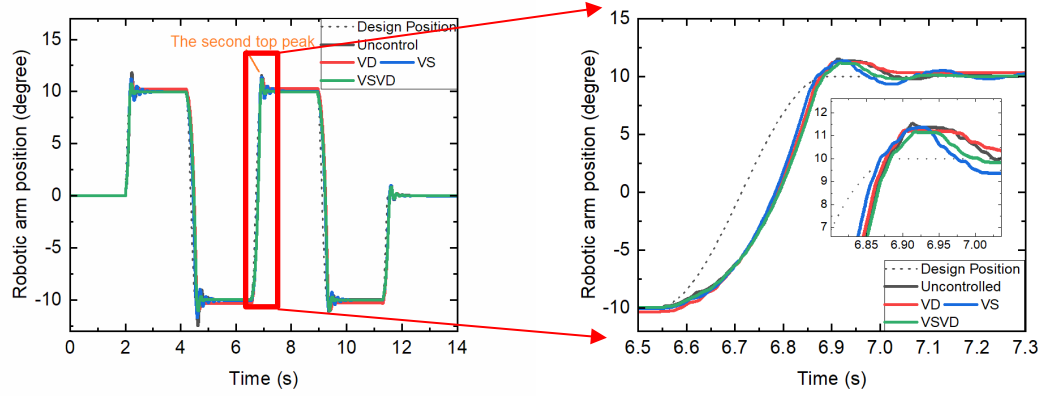 15
10
5
0
-5
-10
Robotic arm position (degree)
0 2 4 6 8 10 12 14
Time (s)
The second top peak
Design Position
Uncontrol
VD VS
VSVD
15
10
5
0
-5
-10
Robotic arm position (degree)
6.5 6.6 6.7 6.8 6.9 7.0 7.1 7.2 7.3
Time (s)
12
11
10
9
8
7
6.85 6.90 6.95 7.00
Design Position
Uncontrolled
VD VS
VSVD